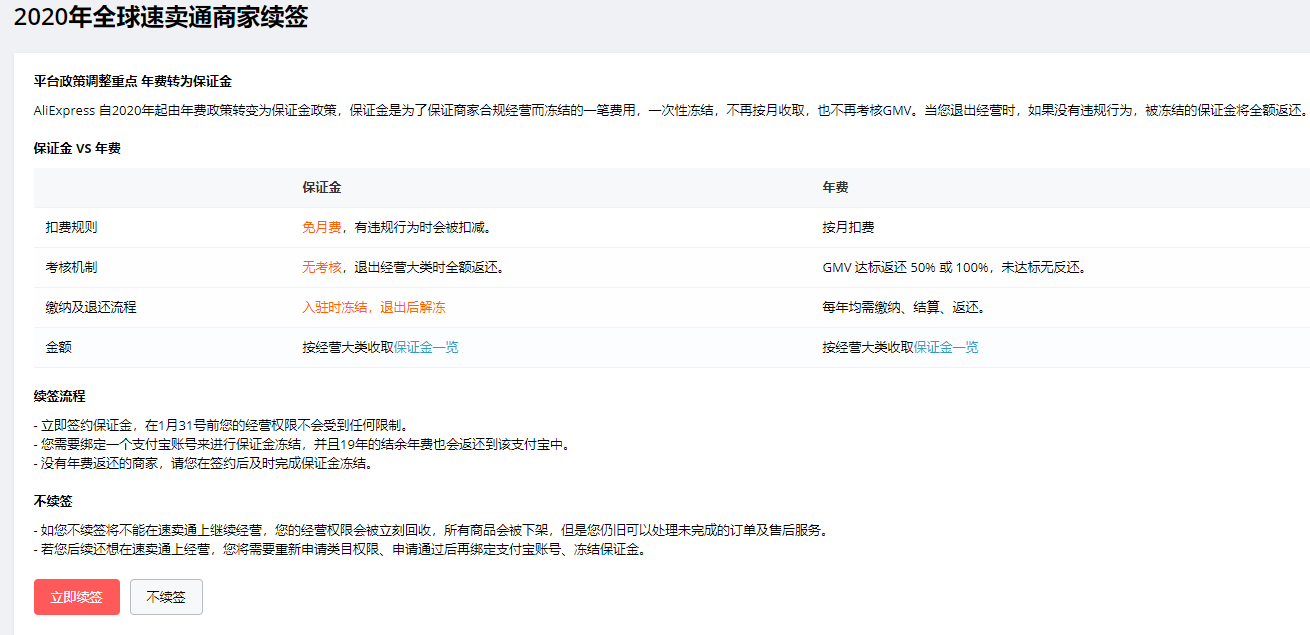 2020年全球速卖通商家续签
平台政策调整重点 年费转为保证金
AliExpress 自2020年起由年费政策转变为保证金政策，保证金是为了保证商家合规经营而冻结的一笔费用，一次性冻结，不再按月收取，也不再考核GMV。当您退出经营时，如果没有违规行为，被冻结的保证金将全额返还。
保证金 VS 年费
保证金 年费
扣费规则 免月费，有违规行为时会被扣减。 按月扣费
考核机制 无考核，退出经营大类时全额返还。 GMV 达标返还 50% 或 100%，未达标无反还。
缴纳及退还流程 入驻时冻结，退出后解冻 每年均需缴纳、结算、返还。
金额 按经营大类收取保证金一览 按经营大类收取保证金一览
续签流程
- 立即签约保证金，在1月31号前您的经营权限不会受到任何限制。
- 您需要绑定一个支付宝账号来进行保证金冻结，并且19年的结余年费也会返还到该支付宝中。
- 没有年费返还的商家，请您在签约后及时完成保证金冻结。
不续签
- 如您不续签将不能在速卖通上继续经营，您的经营权限会被立刻回收，所有商品会被下架，但是您仍旧可以处理未完成的订单及售后服务。
- 若您后续还想在速卖通上经营，您将需要重新申请类目权限、申请通过后再绑定支付宝账号、冻结保证金。
立即续签 不续签